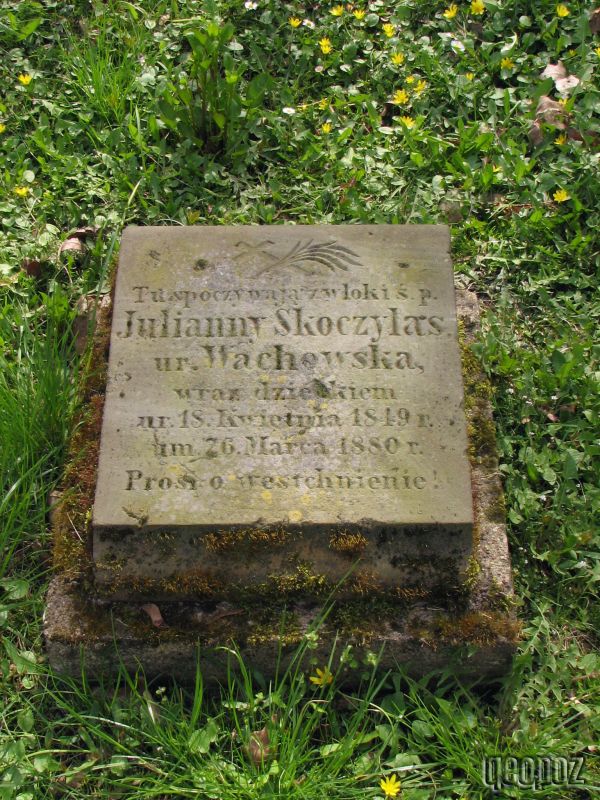 Tu spoczywają zwłoki ś. p.
Julianny Skoczylas
ur. Wachowska,
wraz dzieckiem
ur. 18. Kwietnia 1849 r.
um 26. Marca 1880 r.
Prosi o westchnienie!
qeopoz